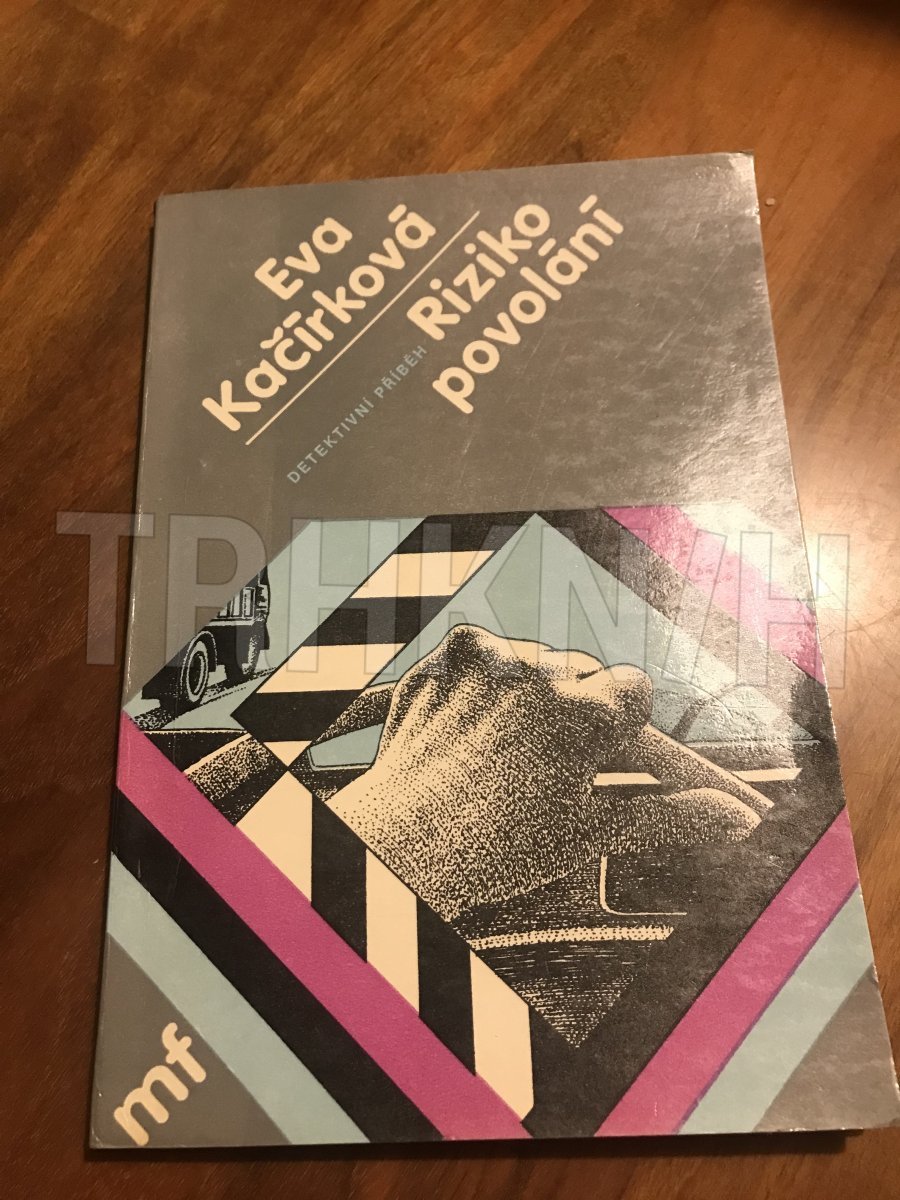 Eva
Kačírková
DETEKTIVNÍ PŘÍBĚH
Riziko
povolání
TRHKNIH
mf